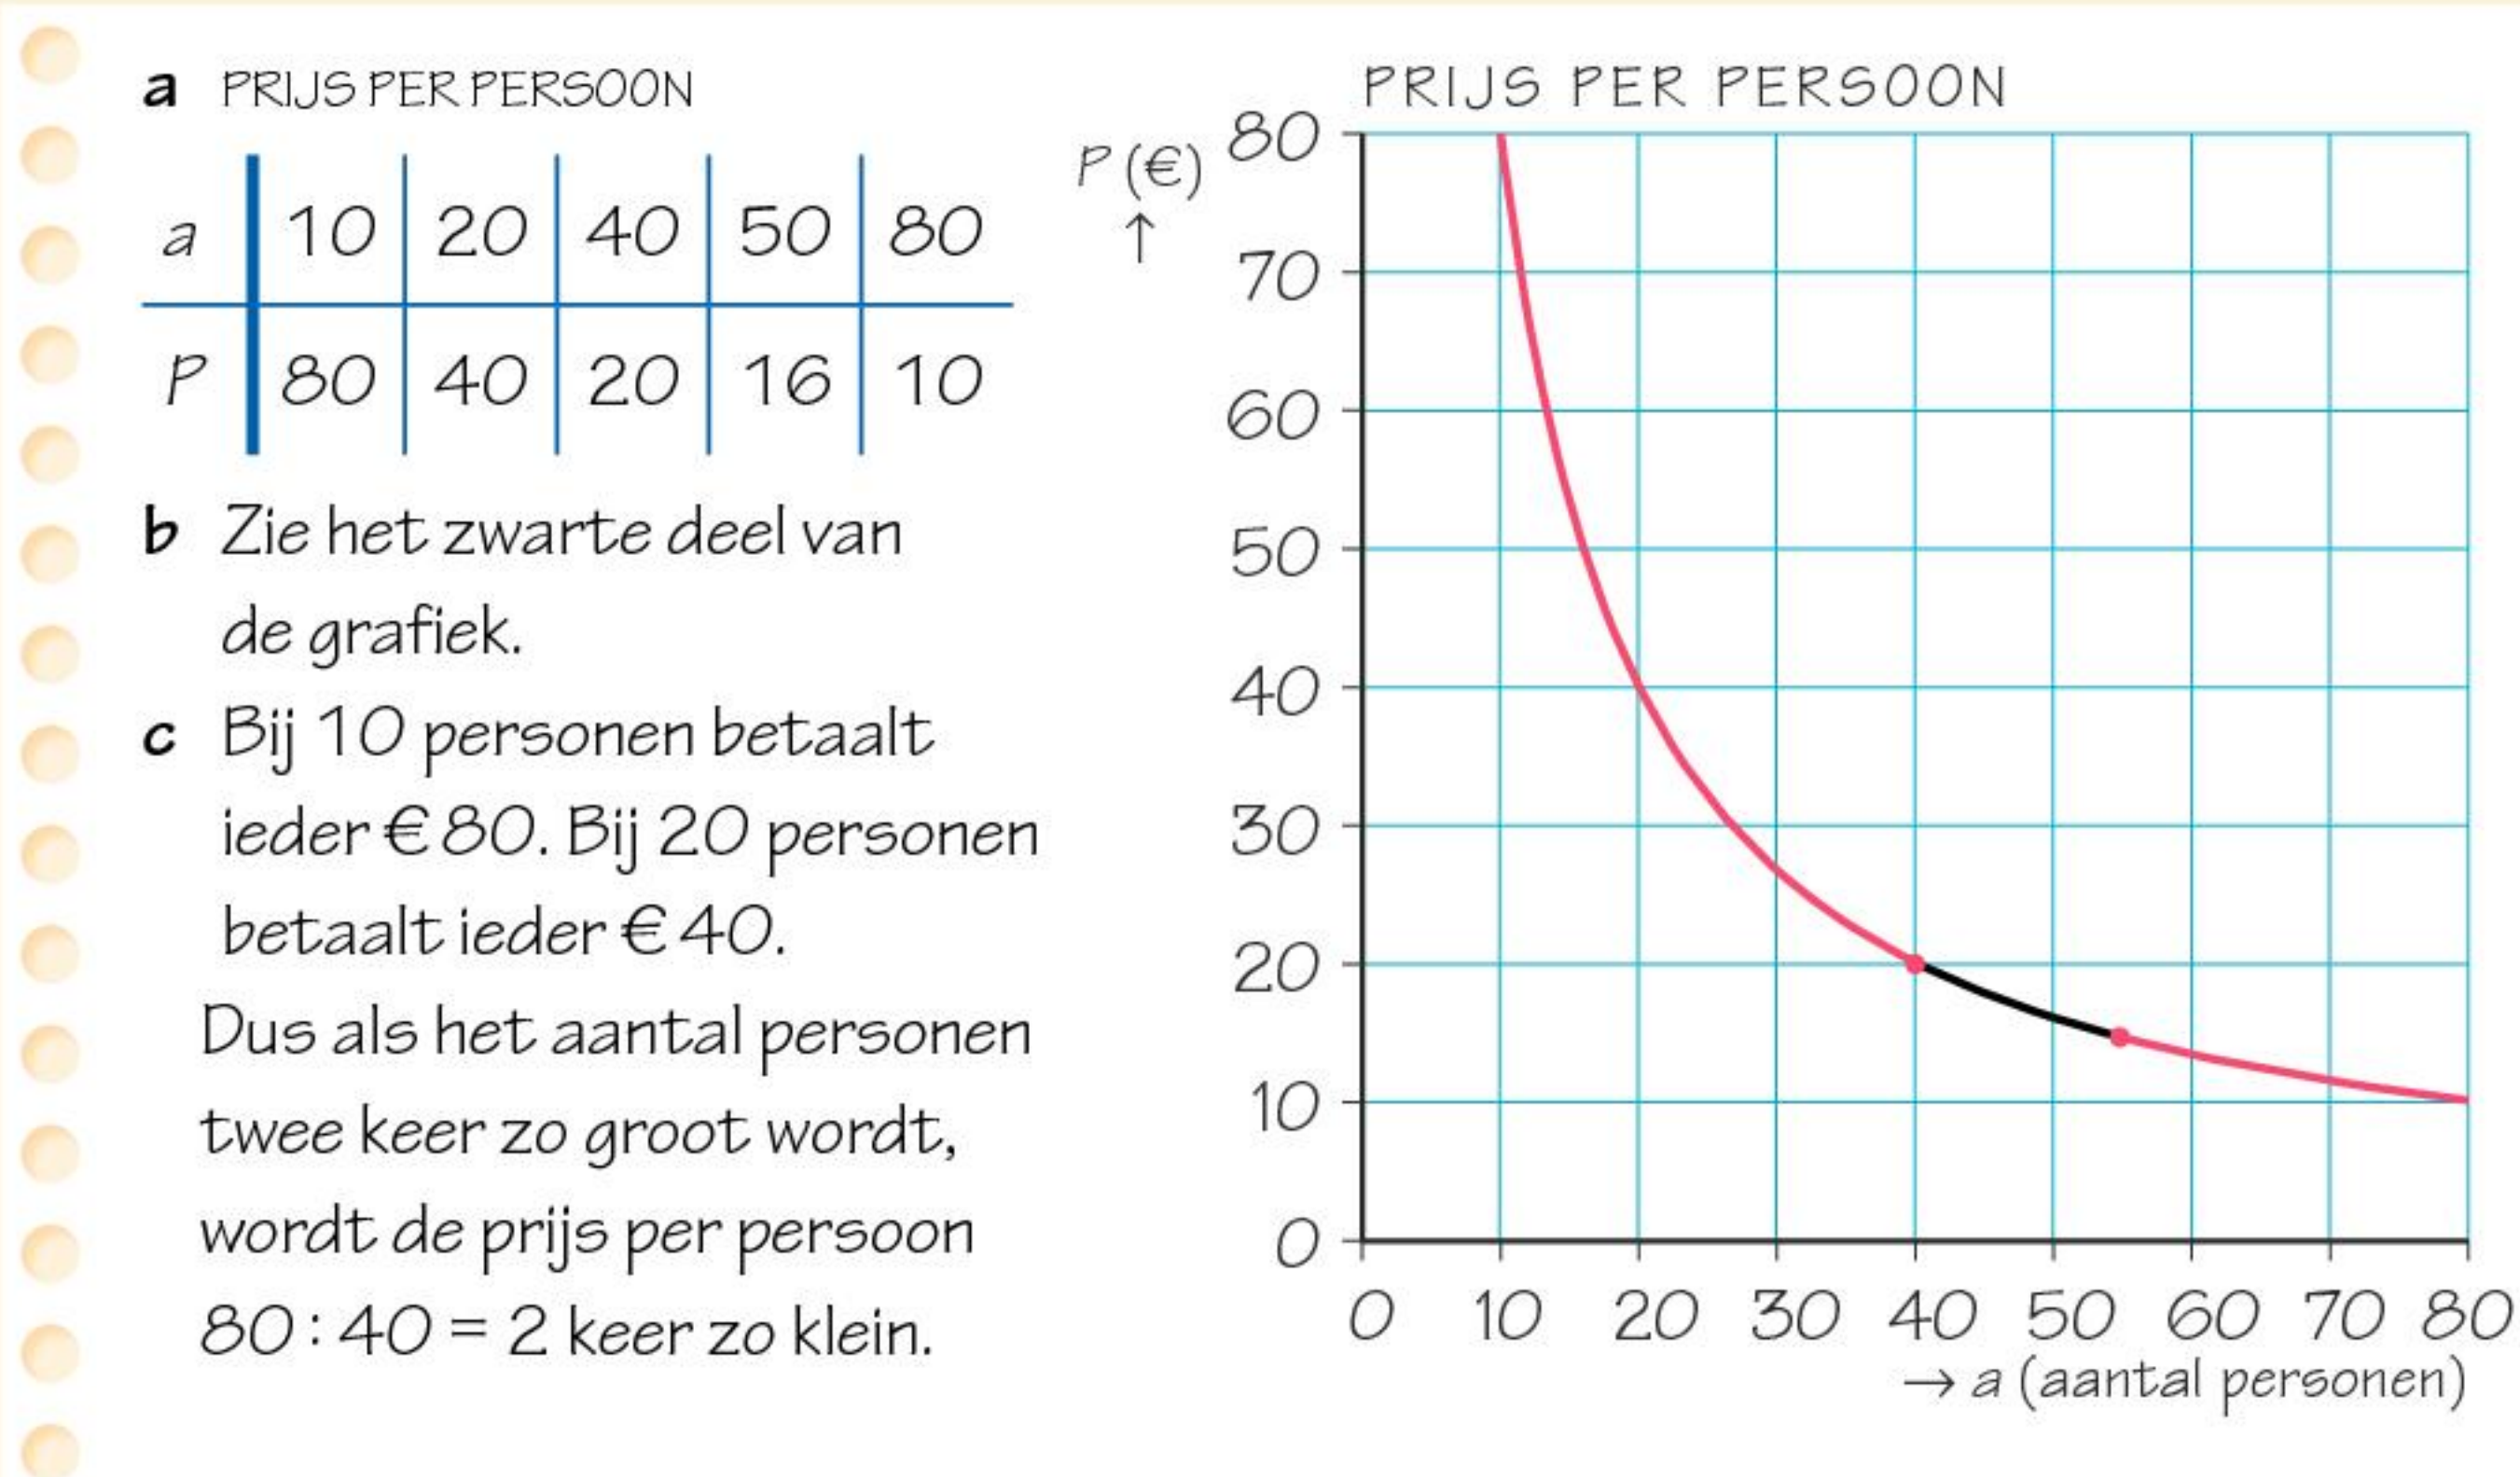 a PRIJS PER PERSOON
a 10 20 40 50 80
P 80 40 20 16 10
b Zie het zwarte deel van
de grafiek.
c Bij 10 personen betaalt
ieder € 80. Bij 20 personen
betaalt ieder € 40.
Dus als het aantal personen
twee keer zo groot wordt,
wordt de prijs per persoon
80 : 40 = 2 keer zo klein.
PRIJS PER PERSOON
P (€)
↑
80
70
60
50
40
30
20
10
0
0 10 20 30 40 50 60 70 80
→ a (aantal personen)